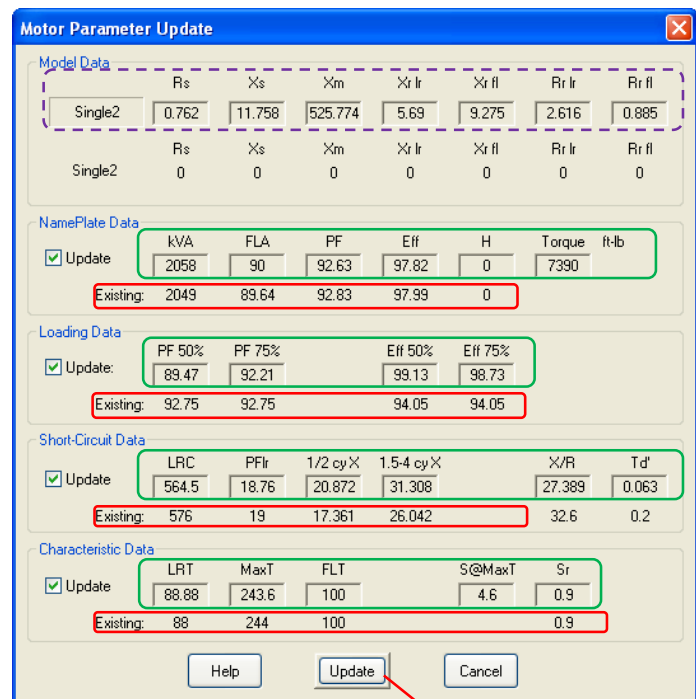 Motor Parameter Update
Model Data
Rs Xs Xm Xr lr Xr fl Rr lr Rr fl
Single2 0.762 11.758 525.774 5.69 9.275 2.616 0.885
Rs Xs Xm Xr lr Xr fl Rr lr Rr fl
Single2 0 0 0 0 0 0 0
NamePlate Data
kVA FLA PF Eff H Torque ft-lb
Update 2058 90 92.63 97.82 0 7390
Existing: 2049 89.64 92.83 97.99 0
Loading Data
PF 50% PF 75% Eff 50% Eff 75%
Update: 89.47 92.21 99.13 98.73
Existing: 92.75 92.75 94.05 94.05
Short-Circuit Data
LRC PFlr 1/2 cy X 1.5-4 cy X X/R Td'
Update 564.5 18.76 20.872 31.308 27.389 0.063
Existing: 576 19 17.361 26.042 32.6 0.2
Characteristic Data
LRT MaxT FLT S@MaxT Sr
Update 88.88 243.6 100 4.6 0.9
Existing: 88 244 100 0.9
Help Update Cancel